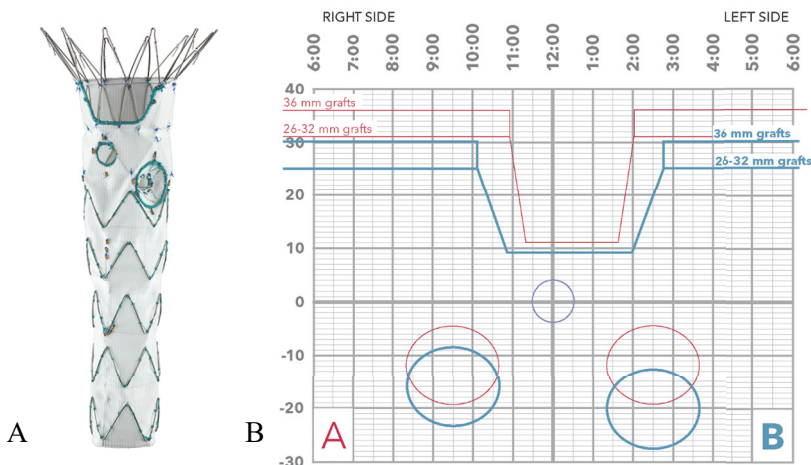 RIGHT SIDE LEFT SIDE
6:00 7:00 8:00 9:00 10:00 11:00 12:00 1:00 2:00 3:00 4:00 5:00 6:00
40
36 mm grafts
26-32 mm grafts
36 mm grafts
30
26-32 mm grafts
20
10
0
-10
-20
-30
A B A B